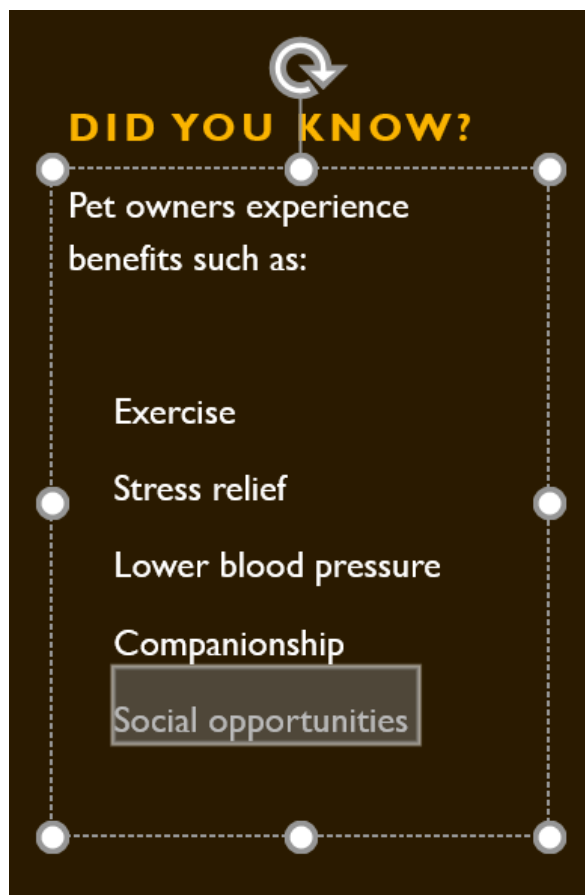 DID YOU KNOW?
Pet owners experience
benefits such as:
Exercise
Stress relief
Lower blood pressure
Companionship
Social opportunities